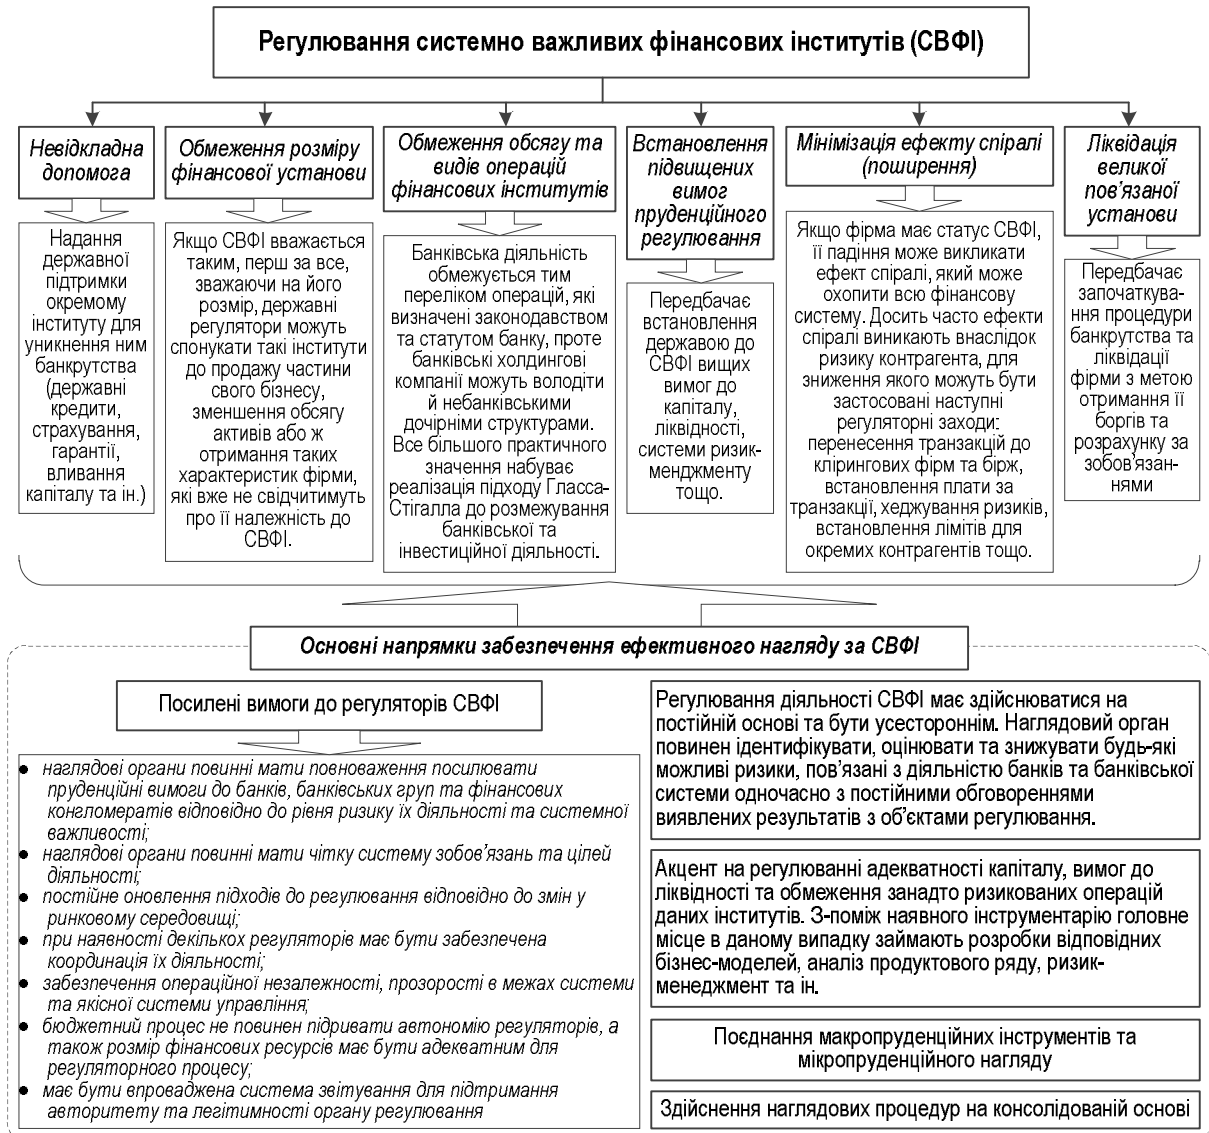 Регулювання системно важливих фінансових інститутів (СВФІ)
Невідкладна
допомога
Надання
державної
підтримки
окремому
інституту для
уникнення ним
банкрутства
(державні
кредити,
страхування,
гарантії,
вливання
капіталу та ін.)
Обмеження розміру
фінансової установи
Якщо СВФІ вважається
таким, перш за все,
зважаючи на його
розмір, державні
регулятори можуть
спонукати такі інститути
до продажу частини
свого бізнесу,
зменшення обсягу
активів або ж
отримання таких
характеристик фірми,
які вже не свідчитимуть
про її належність до
СВФІ.
Обмеження обсягу та
видів операцій
фінансових інститутів
Банківська діяльність
обмежується тим
переліком операцій, які
визначені законодавством
та статутом банку, проте
банківські холдингові
компанії можуть володіти
й небанківськими
дочірніми структурами.
Все більшого практичного
значення набуває
реалізація підходу Гласса-
Стігалла до розмежування
банківської та
інвестиційної діяльності.
Встановлення
підвищених
вимог
пруденційного
регулювання
Передбачає
встановлення
державою до
СВФІ вищих
вимог до
капіталу,
ліквідності,
системи ризик-
менджменту
тощо.
Мінімізація ефекту спіралі
(поширення)
Якщо фірма має статус СВФІ,
її падіння може викликати
ефект спіралі, який може
охопити всю фінансову
систему. Досить часто ефекти
спіралі виникають внаслідок
ризику контрагента, для
зниження якого можуть бути
застосовані наступні
регуляторні заходи:
перенесення транзакцій до
клірингових фірм та бірж,
встановлення плати за
транзакції, хеджування ризиків,
встановлення лімітів для
окремих контрагентів тощо.
Ліквідація
великої
пов’язаної
установи
Передбачає
започаткува-
ння процедури
банкрутства та
ліквідації
фірми з метою
отримання її
боргів та
розрахунку за
зобов’язан-
нями
Основні напрямки забезпечення ефективного нагляду за СВФІ
Посилені вимоги до регуляторів СВФІ
● наглядові органи повинні мати повноваження посилювати
пруденційні вимоги до банків, банківських груп та фінансових
конгломератів відповідно до рівня ризику їх діяльності та системної
важливості;
● наглядові органи повинні мати чітку систему зобов’язань та цілей
діяльності;
● постійне оновлення підходів до регулювання відповідно до змін у
ринковому середовищі;
● при наявності декількох регуляторів має бути забезпечена
координація їх діяльності;
● забезпечення операційної незалежності, прозорості в межах системи
та якісної системи управління;
● бюджетний процес не повинен підривати автономію регуляторів, а
також розмір фінансових ресурсів має бути адекватним для
регуляторного процесу;
● має бути впроваджена система звітування для підтримання
авторитету та легітимності органу регулювання
Регулювання діяльності СВФІ має здійснюватися на
постійній основі та бути усестороннім. Наглядовий орган
повинен ідентифікувати, оцінювати та знижувати будь-які
можливі ризики, пов’язані з діяльністю банків та банківської
системи одночасно з постійними обговореннями
виявлених результатів з об’єктами регулювання.
Акцент на регулюванні адекватності капіталу, вимог до
ліквідності та обмеження занадто ризикованих операцій
даних інститутів. З-поміж наявного інструментарію головне
місце в даному випадку займають розробки відповідних
бізнес-моделей, аналіз продуктового ряду, ризик-
менеджмент та ін.
Поєднання макропруденційних інструментів та
мікропруденційного нагляду
Здійснення наглядових процедур на консолідованій основі